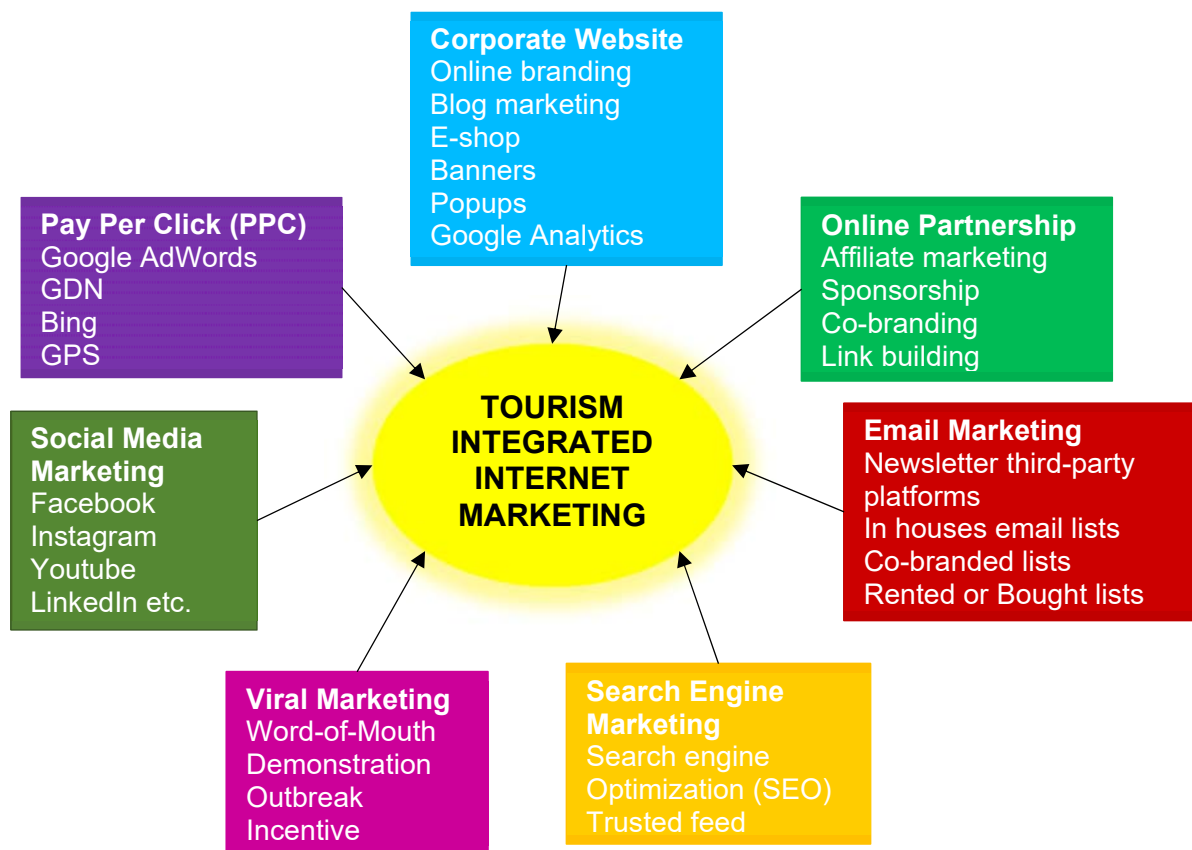 Corporate Website
Online branding
Blog marketing
E-shop
Banners
Popups
Google Analytics
Pay Per Click (PPC)
Google AdWords
GDN
Bing
GPS
Online Partnership
Affiliate marketing
Sponsorship
Co-branding
Link building
TOURISM
INTEGRATED
INTERNET
MARKETING
Social Media
Marketing
Facebook
Instagram
Youtube
LinkedIn etc.
Email Marketing
Newsletter third-party
platforms
In houses email lists
Co-branded lists
Rented or Bought lists
Viral Marketing
Word-of-Mouth
Demonstration
Outbreak
Incentive
Search Engine
Marketing
Search engine
Optimization (SEO)
Trusted feed